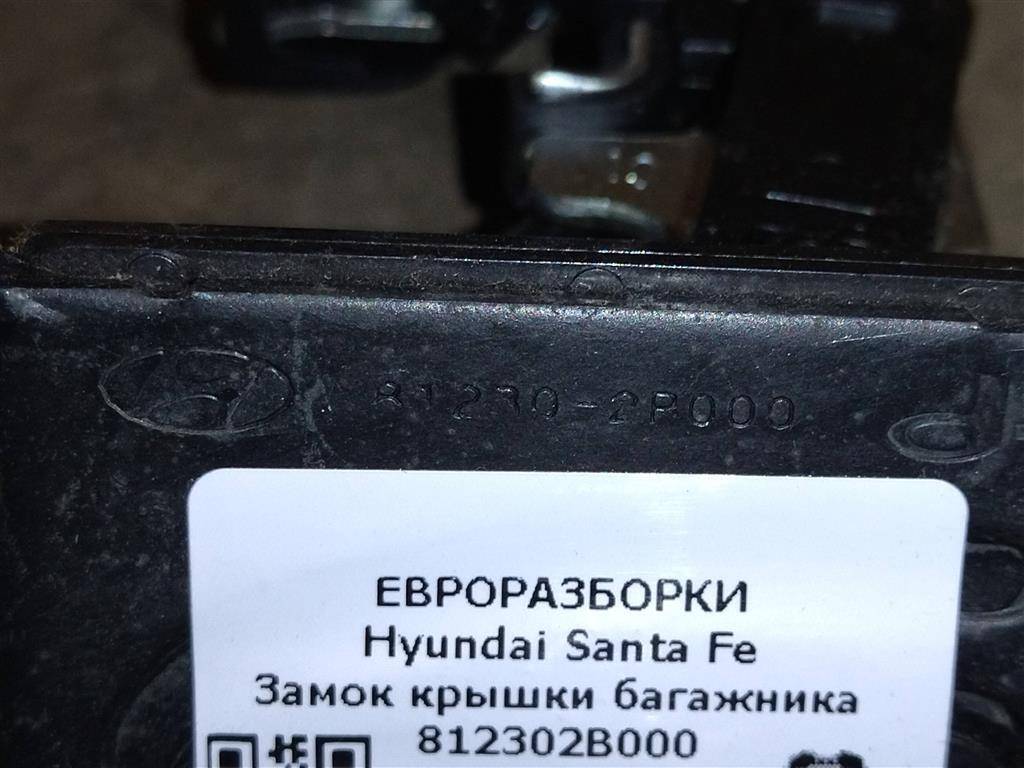 81230-2B000
ЕВРОРАЗБОРКИ
Hyundai Santa Fe
Замок крышки багажника
812302B000